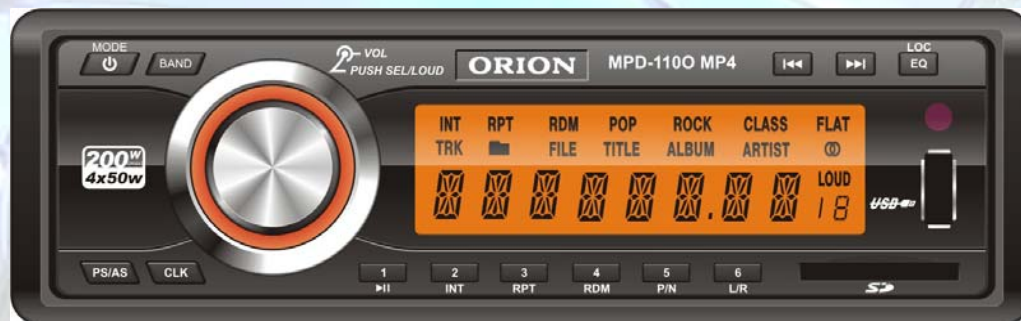 MODE LOC
BAND VOL PUSH SEL/LOUD ORION MPD-110O MP4 EQ
INT RPT RDM POP ROCK CLASS FLAT
TRK FILE TITLE ALBUM ARTIST
200W
4x50w
LOUD
18
USB
PS/AS CLK 1 2 3 4 5 6
INT RPT RDM P/N L/R
SD